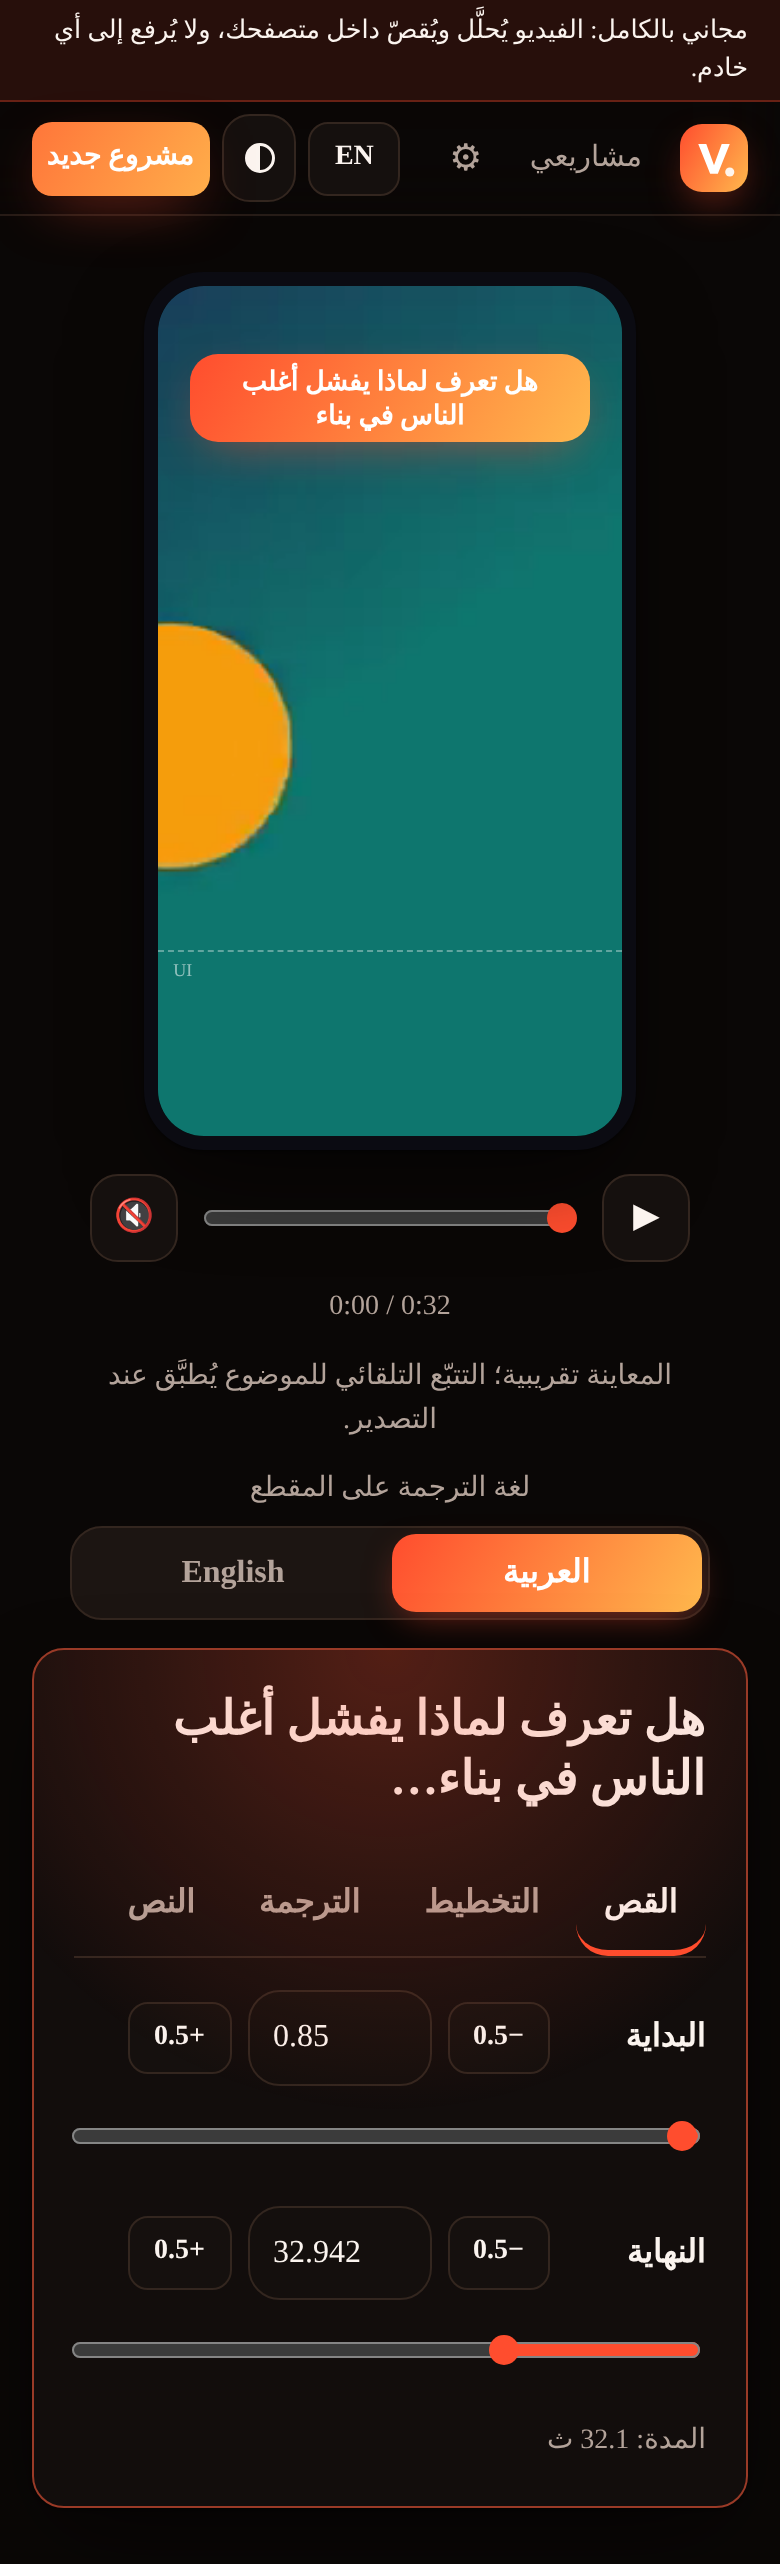 مجاني بالكامل: الفيديو يُحلَّل ويُقصّ داخل متصفحك، ولا يُرفع إلى أي
خادم.
V.
مشاريعي
EN
مشروع جديد
هل تعرف لماذا يفشل أغلب
الناس في بناء
UI
0:00 / 0:32
المعاينة تقريبية؛ التتبّع التلقائي للموضوع يُطبَّق عند
التصدير.
لغة الترجمة على المقطع
العربية
English
هل تعرف لماذا يفشل أغلب
الناس في بناء…
القص
التخطيط
الترجمة
النص
البداية
−0.5
0.85
+0.5
النهاية
−0.5
32.942
+0.5
المدة: 32.1 ث